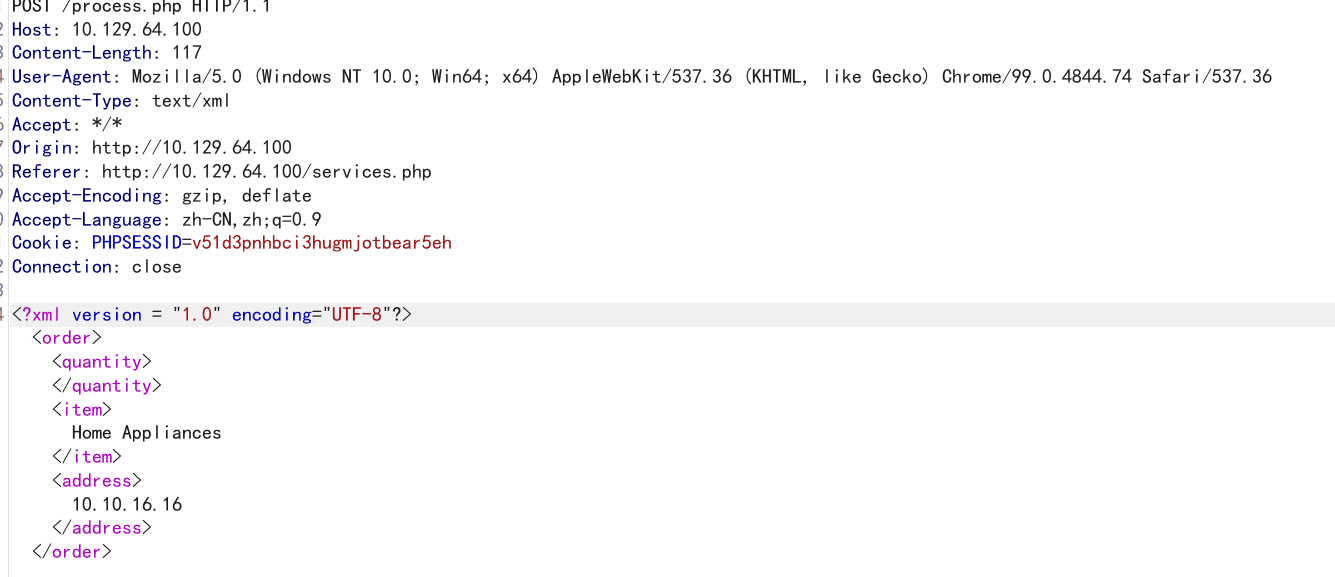 POST /process.php HTTP/1.1
2 Host: 10.129.64.100
3 Content-Length: 117
4 User-Agent: Mozilla/5.0 (Windows NT 10.0; Win64; x64) AppleWebKit/537.36 (KHTML, like Gecko) Chrome/99.0.4844.74 Safari/537.36
5 Content-Type: text/xml
6 Accept: */*
7 Origin: http://10.129.64.100
8 Referer: http://10.129.64.100/services.php
9 Accept-Encoding: gzip, deflate
0 Accept-Language: zh-CN,zh;q=0.9
Cookie: PHPSESSID=v51d3pnhbci3hugmjotbear5eh
2 Connection: close
3
4 <?xml version = "1.0" encoding="UTF-8"?>
<order>
<quantity>
</quantity>
<item>
Home Appliances
</item>
<address>
10.10.16.16
</address>
</order>